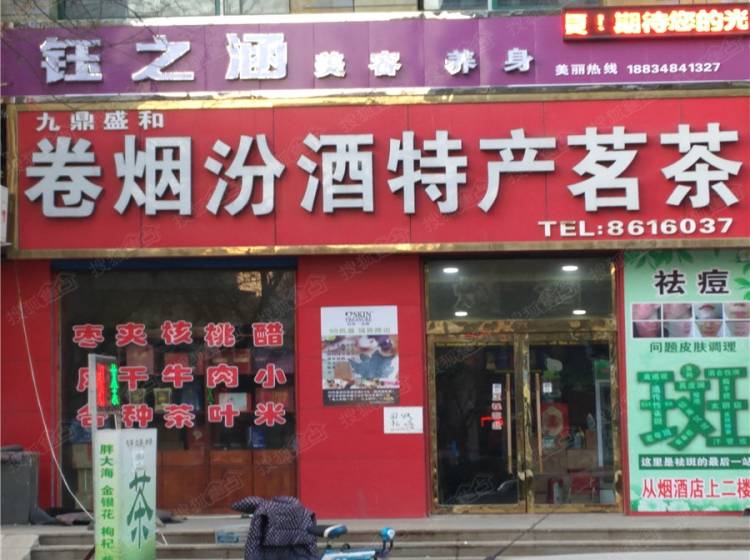 夏！期待您的光
钰之涵 美容 养身 美丽热线 18834841327
九鼎盛和
卷烟汾酒特产茗茶
TEL:8616037
枣夹核桃醋
风干牛肉小
各种茶叶米
SKIN
祛痘
问题皮肤调理
斑
这里是祛斑的最后一站
从烟酒店上二楼
茶
胖大海 金银花 枸杞